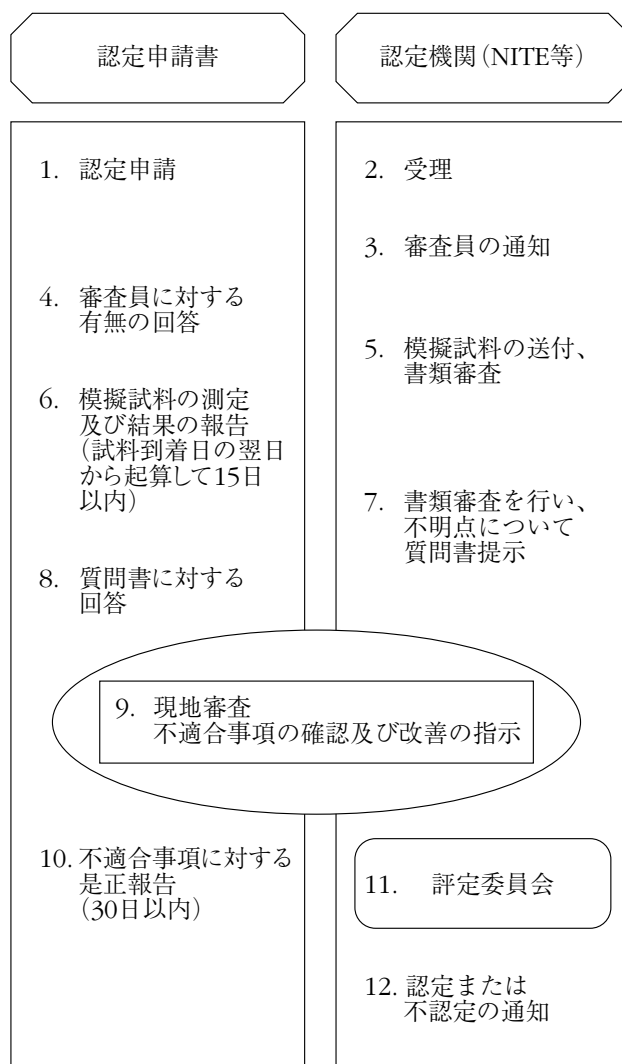 認定申請書
認定機関（NITE等）
1. 認定申請
2. 受理
3. 審査員の通知
4. 審査員に対する
有無の回答
5. 模擬試料の送付、
書類審査
6. 模擬試料の測定
及び結果の報告
（試料到着日の翌日
から起算して15日
以内）
7. 書類審査を行い、
不明点について
質問書提示
8. 質問書に対する
回答
9. 現地審査
不適合事項の確認及び改善の指示
10. 不適合事項に対する
是正報告
（30日以内）
11. 評定委員会
12. 認定または
不認定の通知